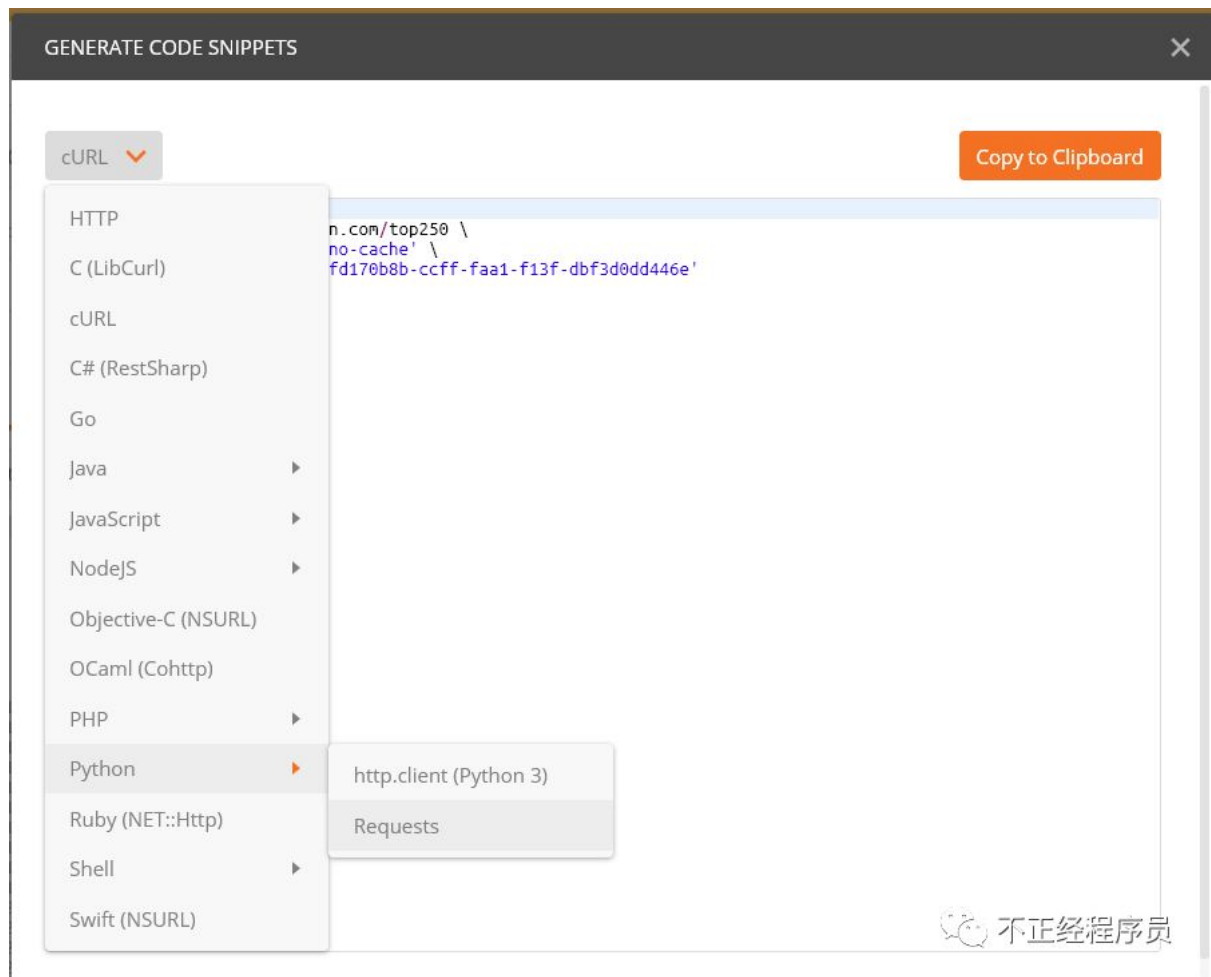 GENERATE CODE SNIPPETS
cURL
Copy to Clipboard
HTTP
n.com/top250 \
no-cache' \
C (LibCurl)
fd170b8b-ccff-faa1-f13f-dbf3d0dd446e'
cURL
C# (RestSharp)
Go
Java
JavaScript
NodeJS
Objective-C (NSURL)
OCaml (Cohttp)
PHP
Python
http.client (Python 3)
Ruby (NET::Http)
Requests
Shell
Swift (NSURL)
不正经程序员